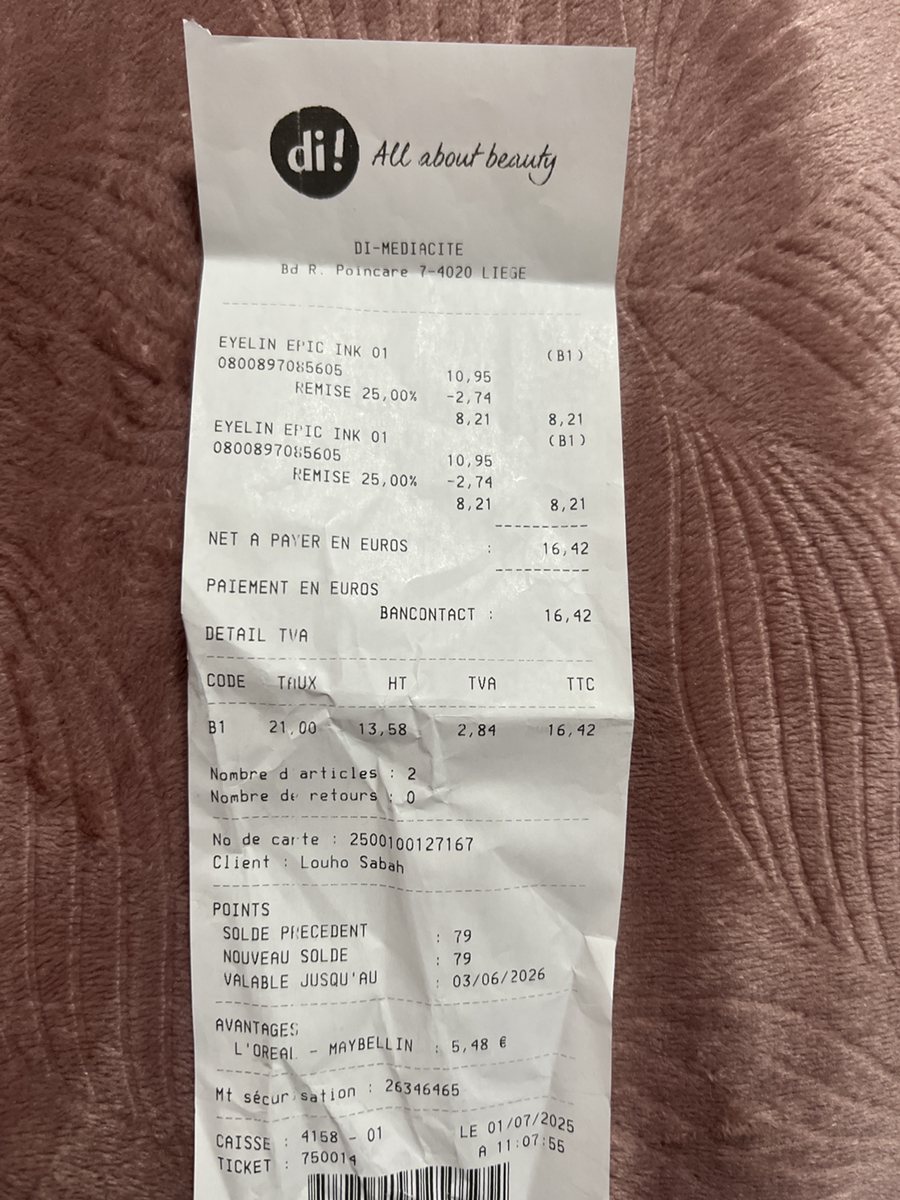 di! All about beauty
DI-MEDIACITE
Bd R. Poincare 7-4020 LIEGE
EYELIN EPIC INK 01 (B1)
0800897085605 10,95
REMISE 25,00% -2,74
8,21 8,21
EYELIN EPIC INK 01 (B1)
0800897085605 10,95
REMISE 25,00% -2,74
8,21 8,21
NET A PAYER EN EUROS : 16,42
PAIEMENT EN EUROS
BANCONTACT : 16,42
DETAIL TVA
CODE TAUX HT TVA TTC
B1 21,00 13,58 2,84 16,42
Nombre d articles : 2
Nombre de retours : 0
No de carte : 2500100127167
Client : Louho Sabah
POINTS
SOLDE PRECEDENT : 79
NOUVEAU SOLDE : 79
VALABLE JUSQU'AU : 03/06/2026
AVANTAGES
L'OREAL - MAYBELLIN : 5,48 €
Mt sécurisation : 26346465
CAISSE : 4158 - 01 LE 01/07/2025
TICKET : 750014 A 11:07:55